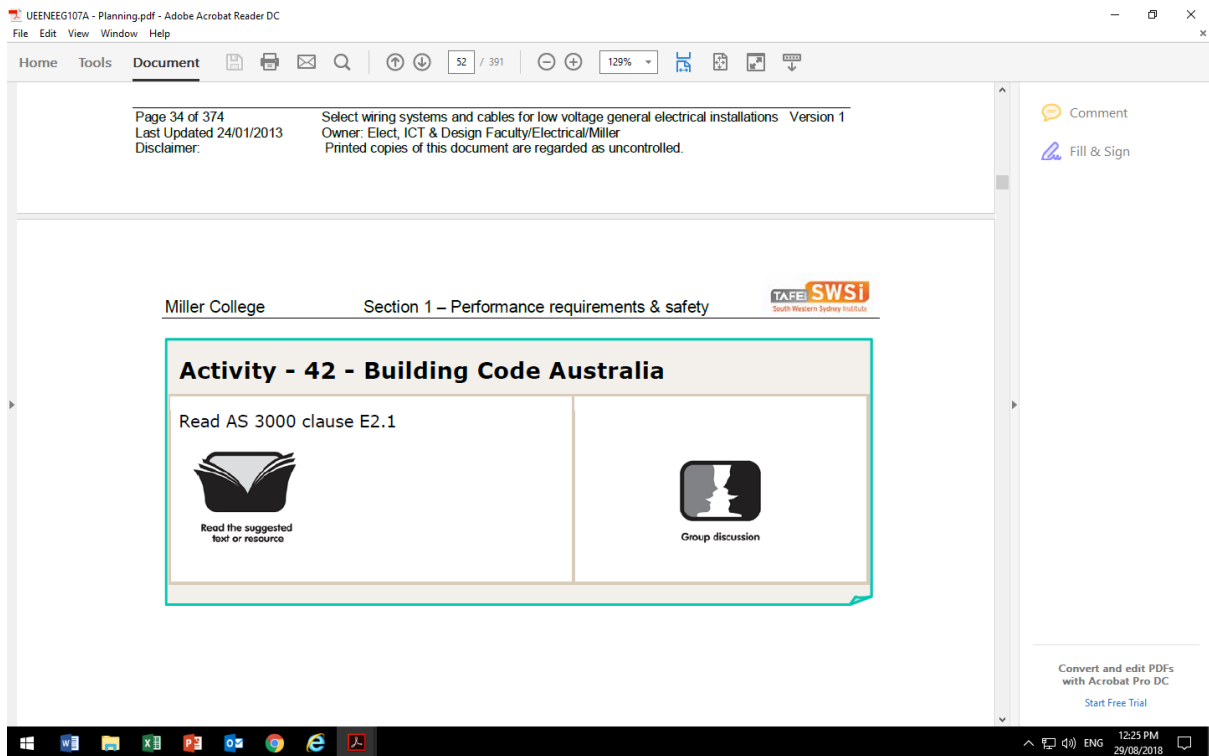 UEENEEG107A - Planning.pdf - Adobe Acrobat Reader DC
File Edit View Window Help
Home Tools Document 52 / 391 129%
Page 34 of 374 Select wiring systems and cables for low voltage general electrical installations Version 1
Last Updated 24/01/2013 Owner: Elect, ICT & Design Faculty/Electrical/Miller
Disclaimer: Printed copies of this document are regarded as uncontrolled.
Comment
Fill & Sign
Miller College Section 1 – Performance requirements & safety
TAFE SWSi
South Western Sydney Institute
Activity - 42 - Building Code Australia
Read AS 3000 clause E2.1
Read the suggested
text or resource
Group discussion
Convert and edit PDFs
with Acrobat Pro DC
Start Free Trial
ENG
12:25 PM
29/08/2018